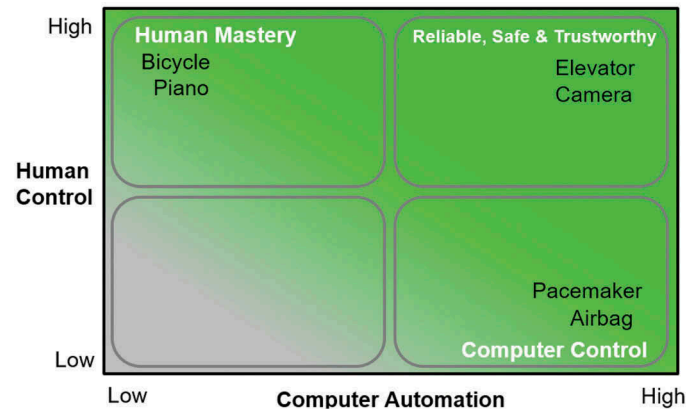 High
Human Mastery
Bicycle
Piano
Reliable, Safe & Trustworthy
Elevator
Camera
Human
Control
Pacemaker
Airbag
Computer Control
Low
Low
Computer Automation
High